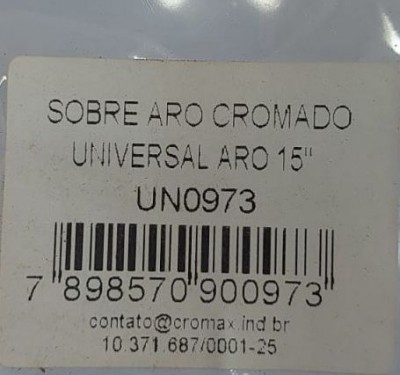 SOBRE ARO CROMADO
UNIVERSAL ARO 15"
UN0973
7 898570 900973
contato@cromax.ind.br
10.371.687/0001-25